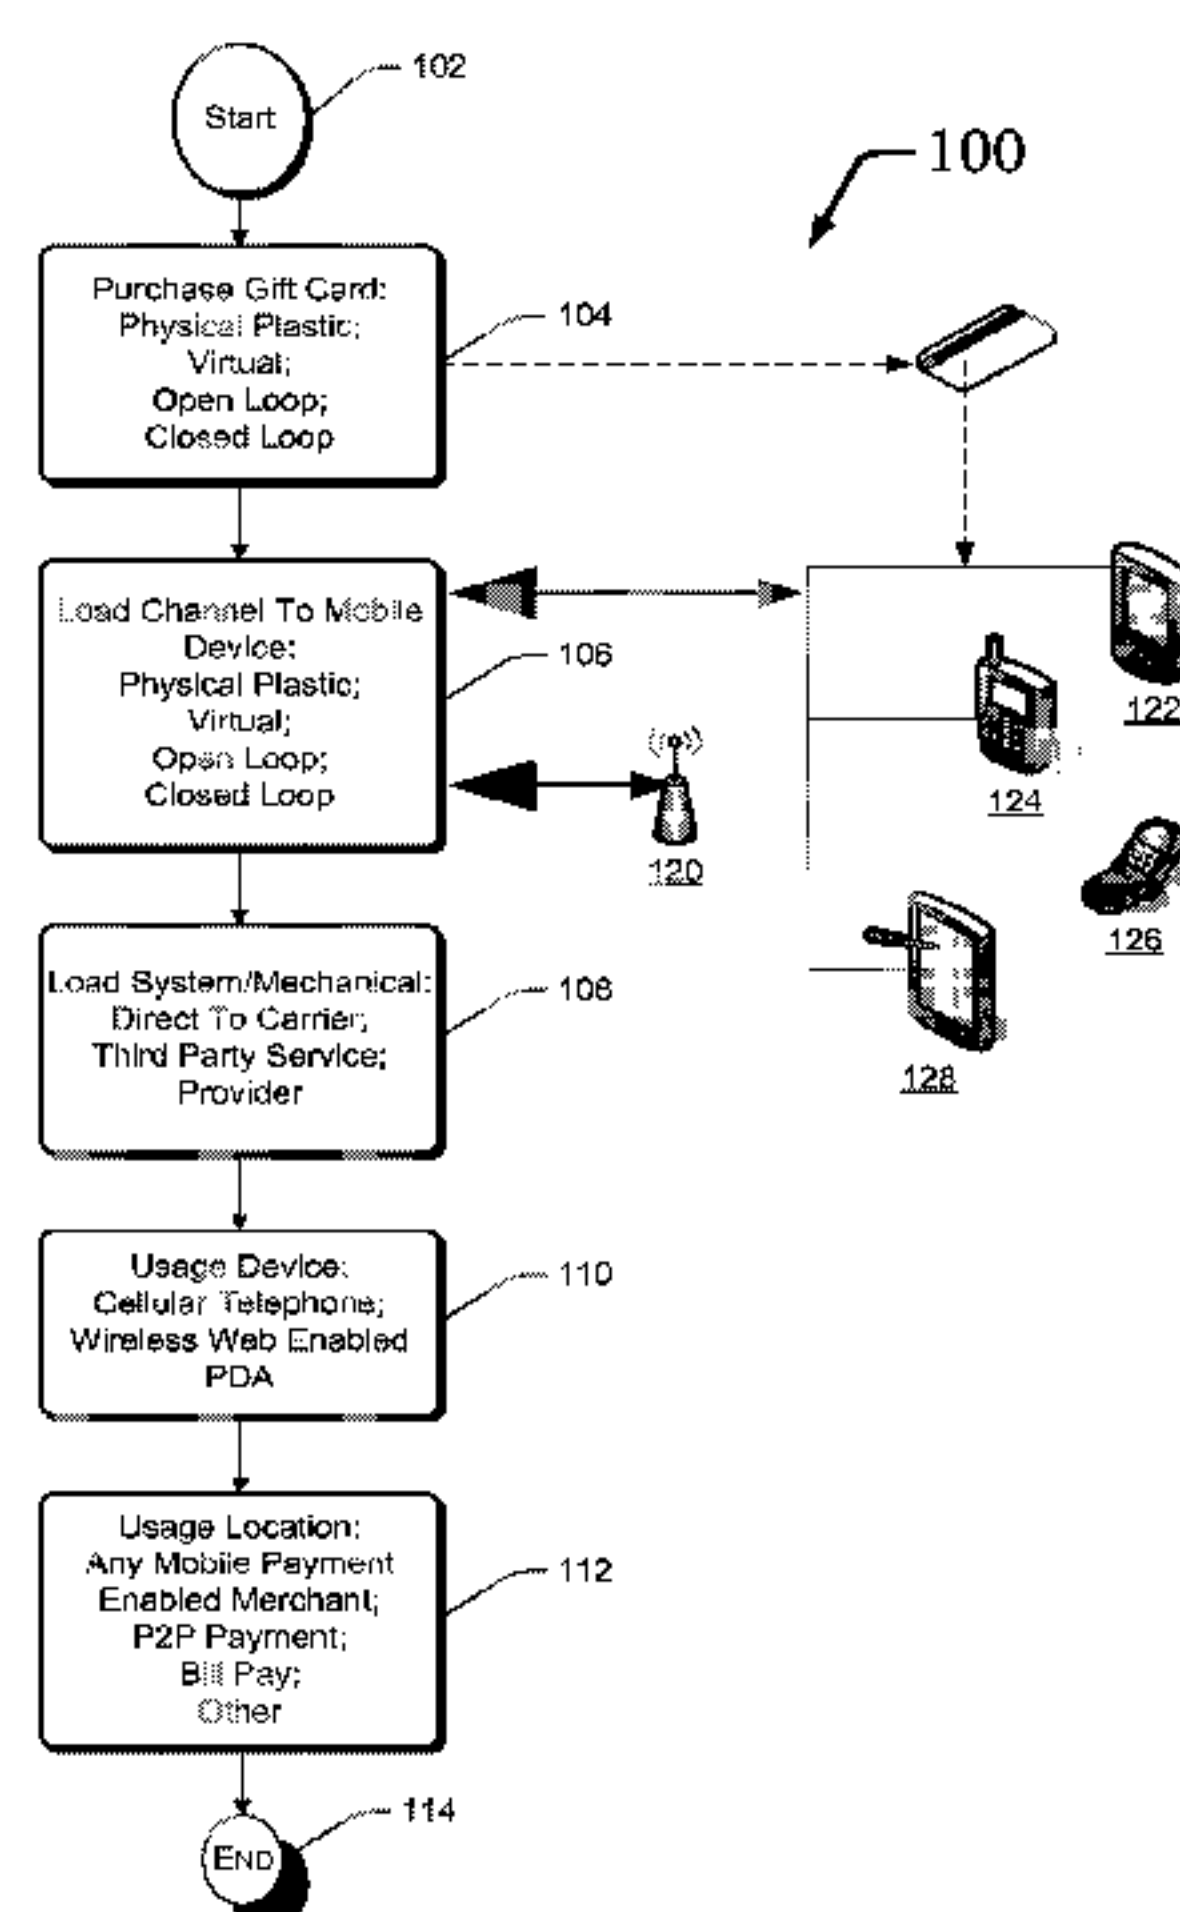 Start
102
100
Purchase Gift Card:
Physical Plastic;
Virtual;
Open Loop;
Closed Loop
104
Load Channel To Mobile
Device:
Physical Plastic;
Virtual;
Open Loop;
Closed Loop
106
120
122
124
126
128
Load System/Mechanical:
Direct To Carrier;
Third Party Service;
Provider
108
Usage Device:
Cellular Telephone;
Wireless Web Enabled
PDA
110
Usage Location:
Any Mobile Payment
Enabled Merchant;
P2P Payment;
Bill Pay;
Other
112
END
114